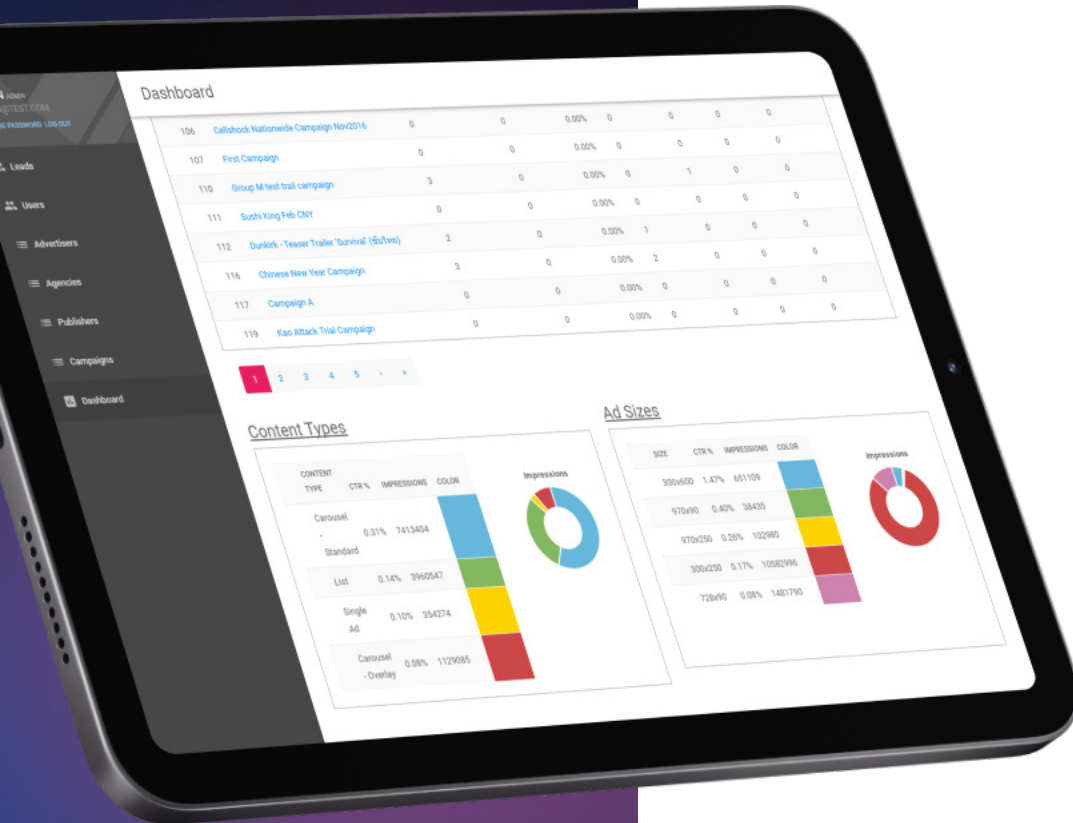 ADMIN
@TEST.COM
PASSWORD LOG OUT
Leads
Users
Advertisers
Agencies
Publishers
Campaigns
Dashboard
Dashboard
106 Cellshock Nationwide Campaign Nov2016 0 0 0.00% 0 0 0 0
107 First Campaign 0 0 0.00% 0 0 0 0
110 Group M test trail campaign 3 0 0.00% 0 1 0 0
111 Sushi King Feb CNY 0 0 0.00% 0 0 0 0
112 Dunkirk - Teaser Trailer 'Survival' (ซับไทย) 2 0 0.00% 1 0 0 0
116 Chinese New Year Campaign 3 0 0.00% 2 0 0 0
117 Campaign A 0 0 0.00% 0 0 0 0
119 Kao Attack Trial Campaign 0 0 0.00% 0 0 0 0
1 2 3 4 5 › »
Content Types
CONTENT
TYPE CTR % IMPRESSIONS COLOR
Carousel
-
Standard 0.31% 7413404
List 0.14% 3960547
Single
Ad 0.10% 354274
Carousel
- Overlay 0.08% 1129085
Impressions
Ad Sizes
SIZE CTR % IMPRESSIONS COLOR
300x600 1.47% 651109
970x90 0.40% 38435
970x250 0.26% 102980
300x250 0.17% 10582996
728x90 0.08% 1481790
Impressions